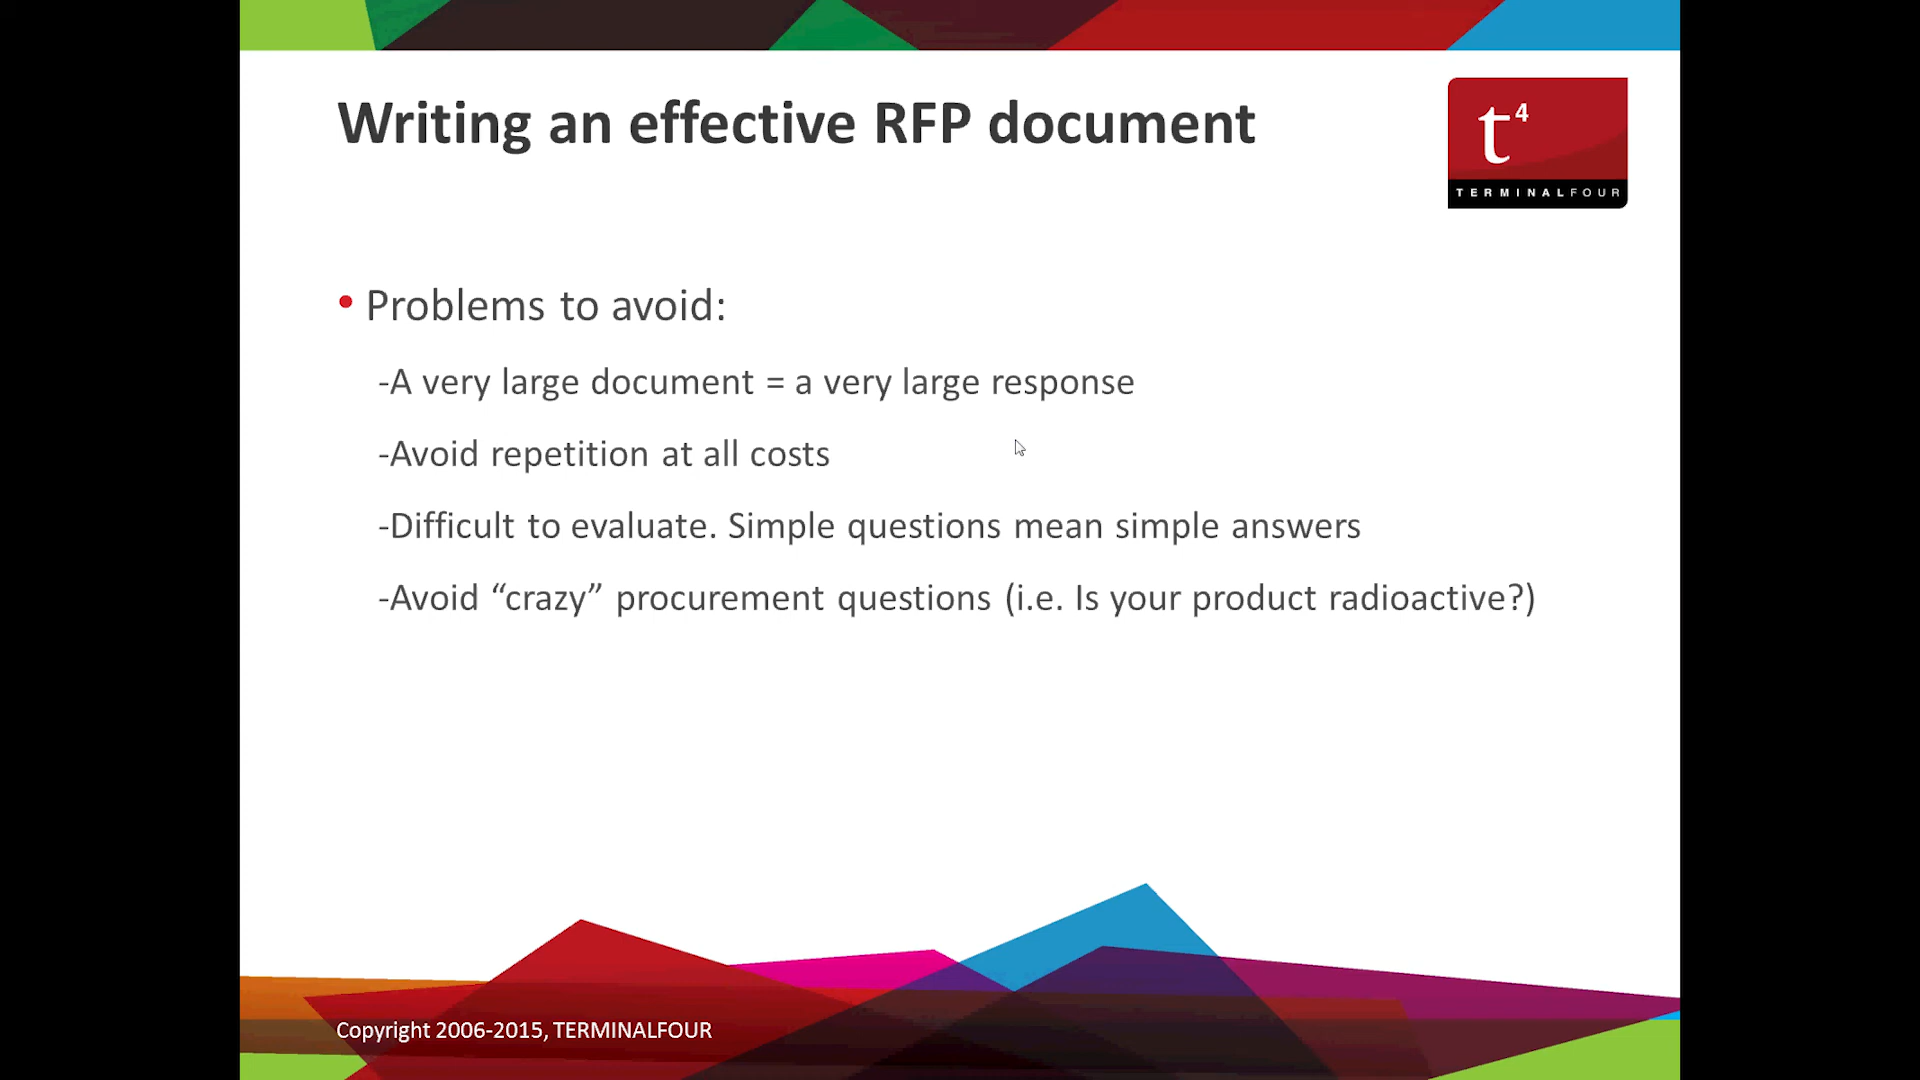 Writing an effective RFP document
t4
TERMINALFOUR
• Problems to avoid:
-A very large document = a very large response
-Avoid repetition at all costs
-Difficult to evaluate. Simple questions mean simple answers
-Avoid “crazy” procurement questions (i.e. Is your product radioactive?)
Copyright 2006-2015, TERMINALFOUR